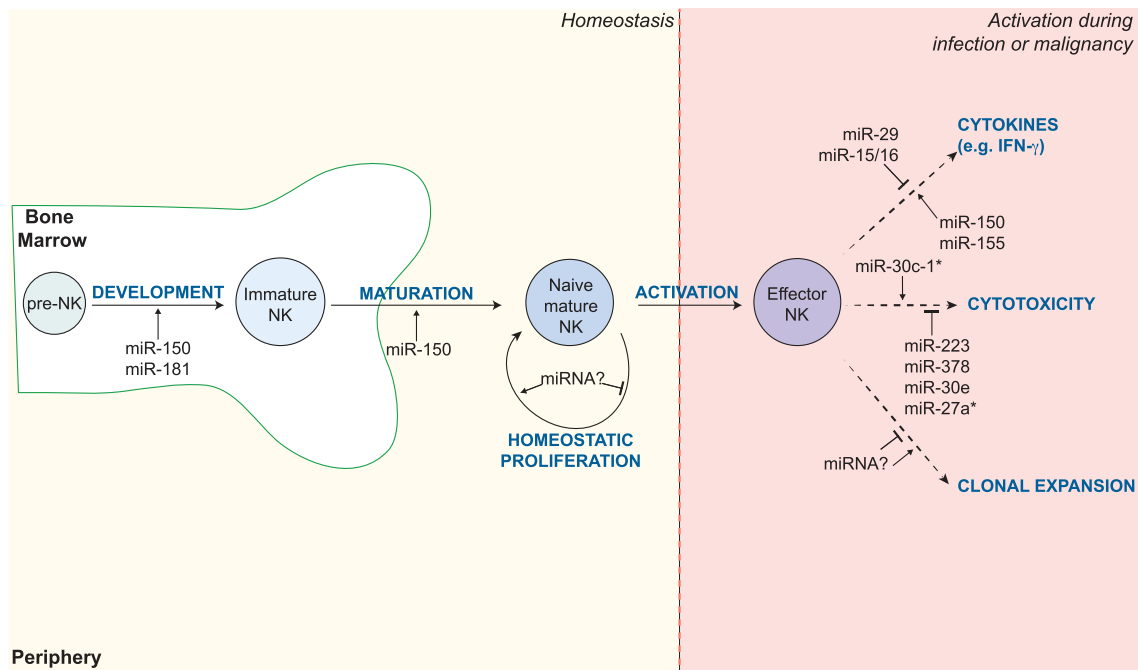 Homeostasis
Activation during
infection or malignancy
Bone
Marrow
pre-NK
DEVELOPMENT
miR-150
miR-181
Immature
NK
MATURATION
miR-150
Naive
mature
NK
miRNA?
HOMEOSTATIC
PROLIFERATION
ACTIVATION
Effector
NK
miR-29
miR-15/16
CYTOKINES
(e.g. IFN-γ)
miR-150
miR-155
miR-30c-1*
CYTOTOXICITY
miR-223
miR-378
miR-30e
miR-27a*
miRNA?
CLONAL EXPANSION
Periphery